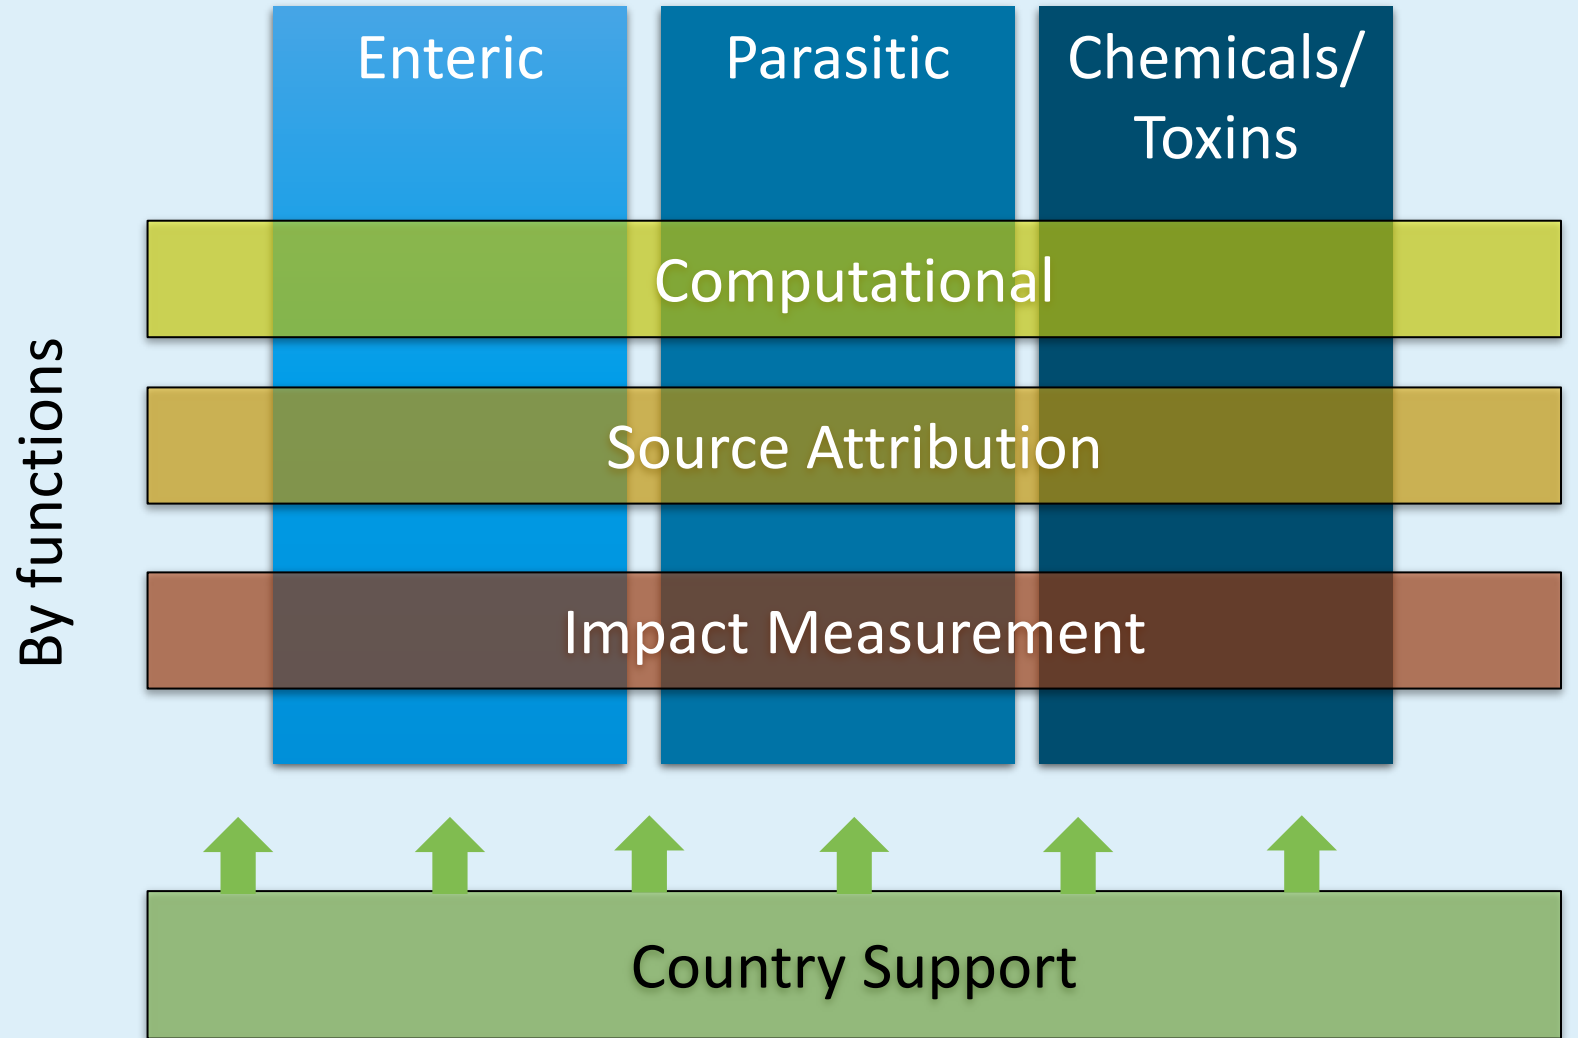 Enteric
Parasitic
Chemicals/
Toxins
Computational
Source Attribution
Impact Measurement
By functions
Country Support